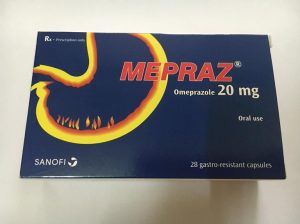 Rx - Prescription only
MEPRAZ®
Omeprazole 20 mg
Oral use
SANOFI
28 gastro-resistant capsules